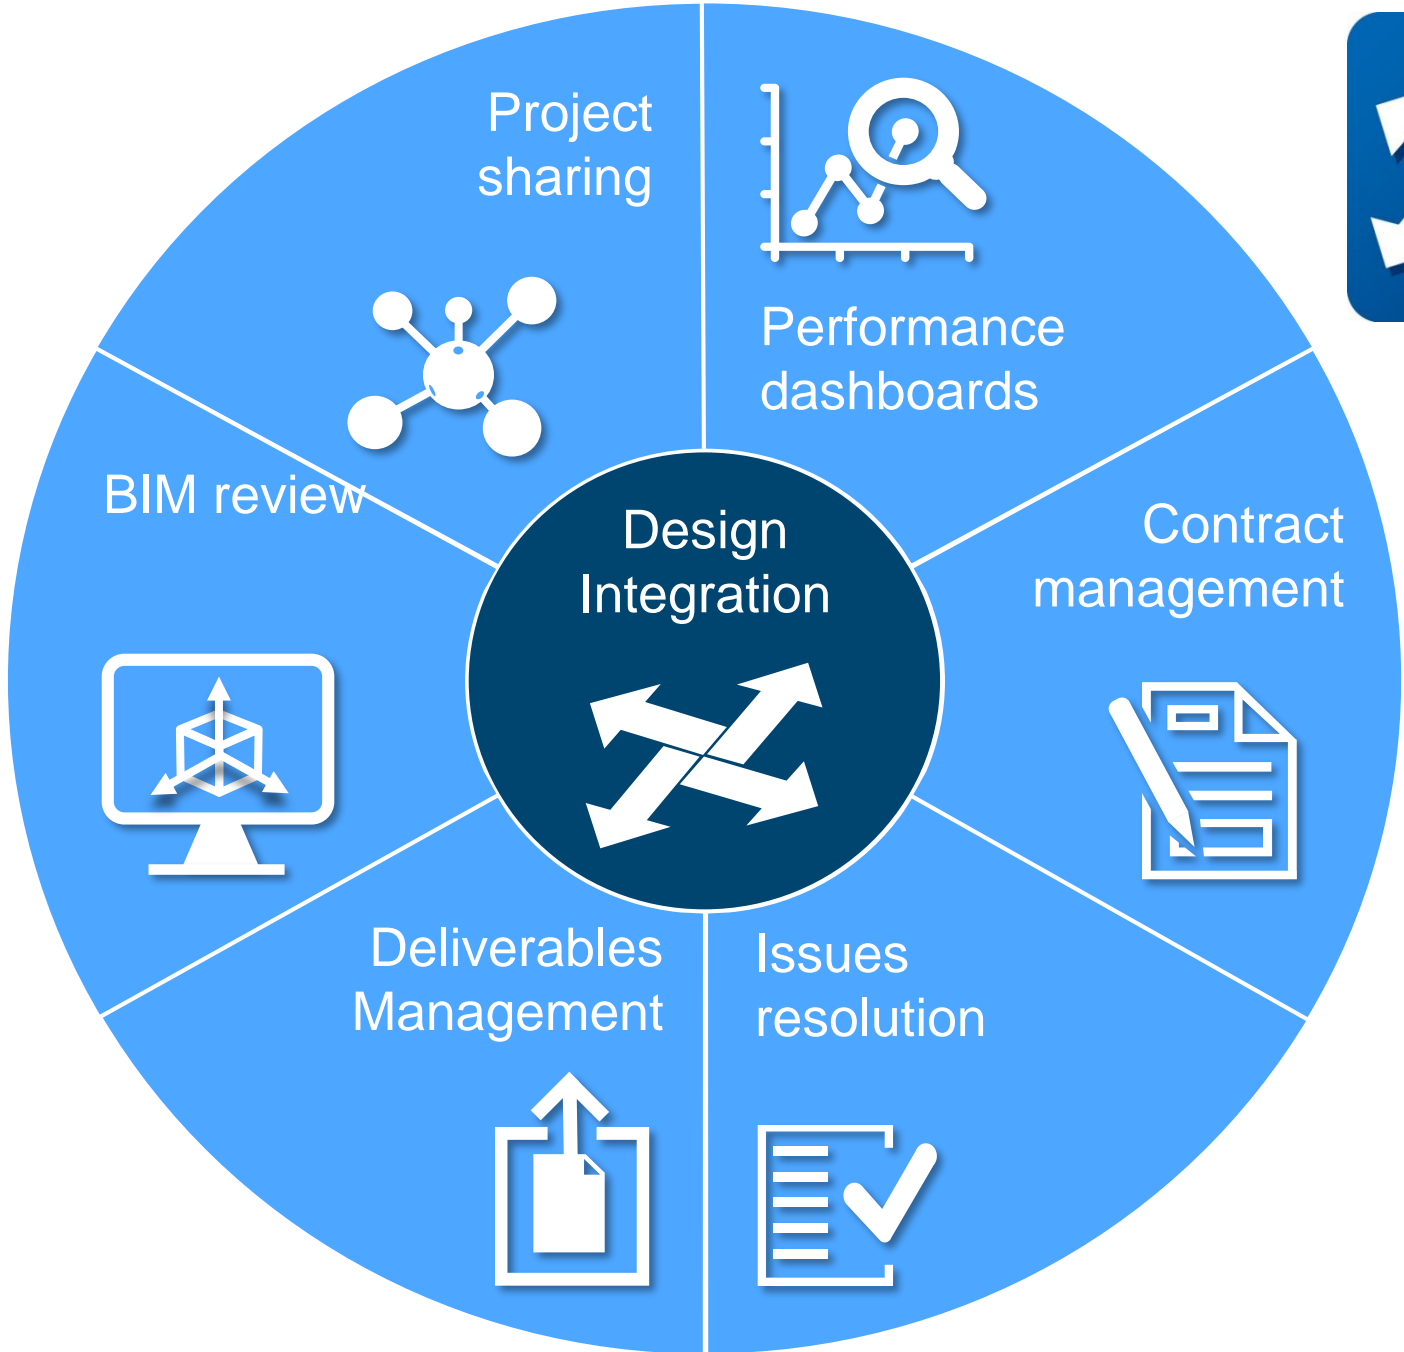 Project
sharing
Performance
dashboards
BIM review
Design
Integration
Contract
management
Deliverables
Management
Issues
resolution